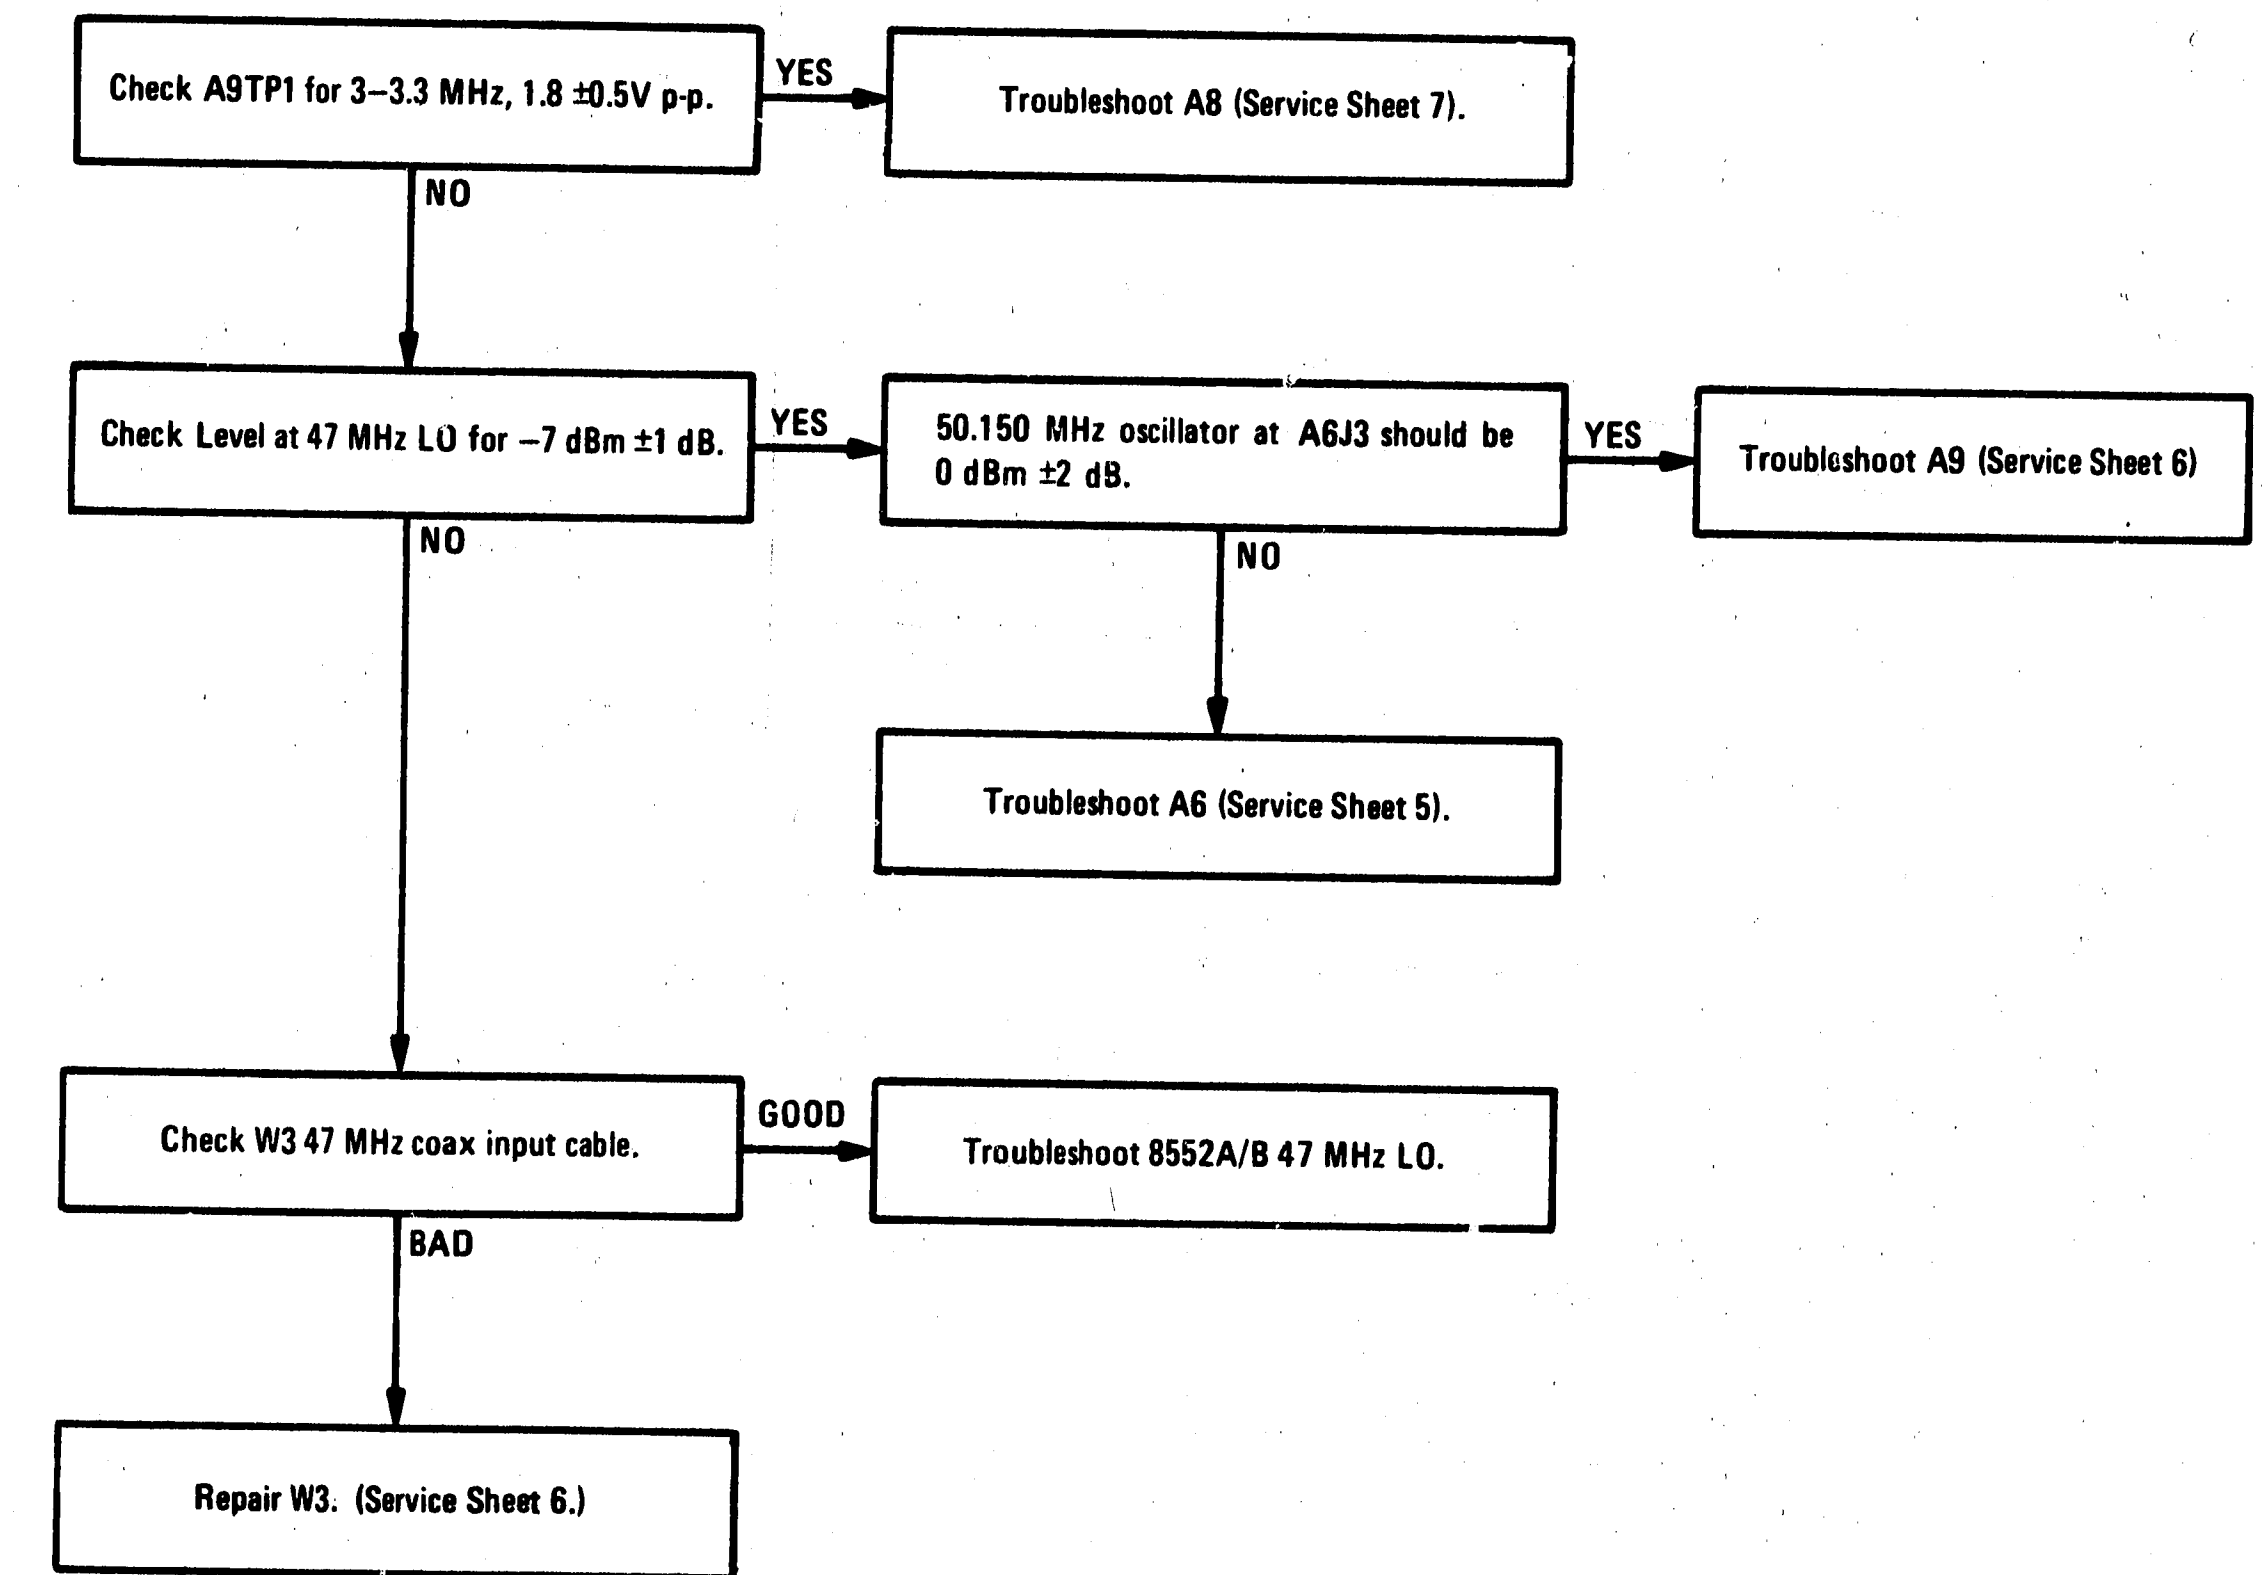 Check A9TP1 for 3–3.3 MHz, 1.8 ±0.5V p-p.
YES
Troubleshoot A8 (Service Sheet 7).
NO
Check Level at 47 MHz LO for –7 dBm ±1 dB.
YES
50.150 MHz oscillator at A6J3 should be
0 dBm ±2 dB.
YES
Troubleshoot A9 (Service Sheet 6)
NO
NO
Troubleshoot A6 (Service Sheet 5).
Check W3 47 MHz coax input cable.
GOOD
Troubleshoot 8552A/B 47 MHz LO.
BAD
Repair W3. (Service Sheet 6.)